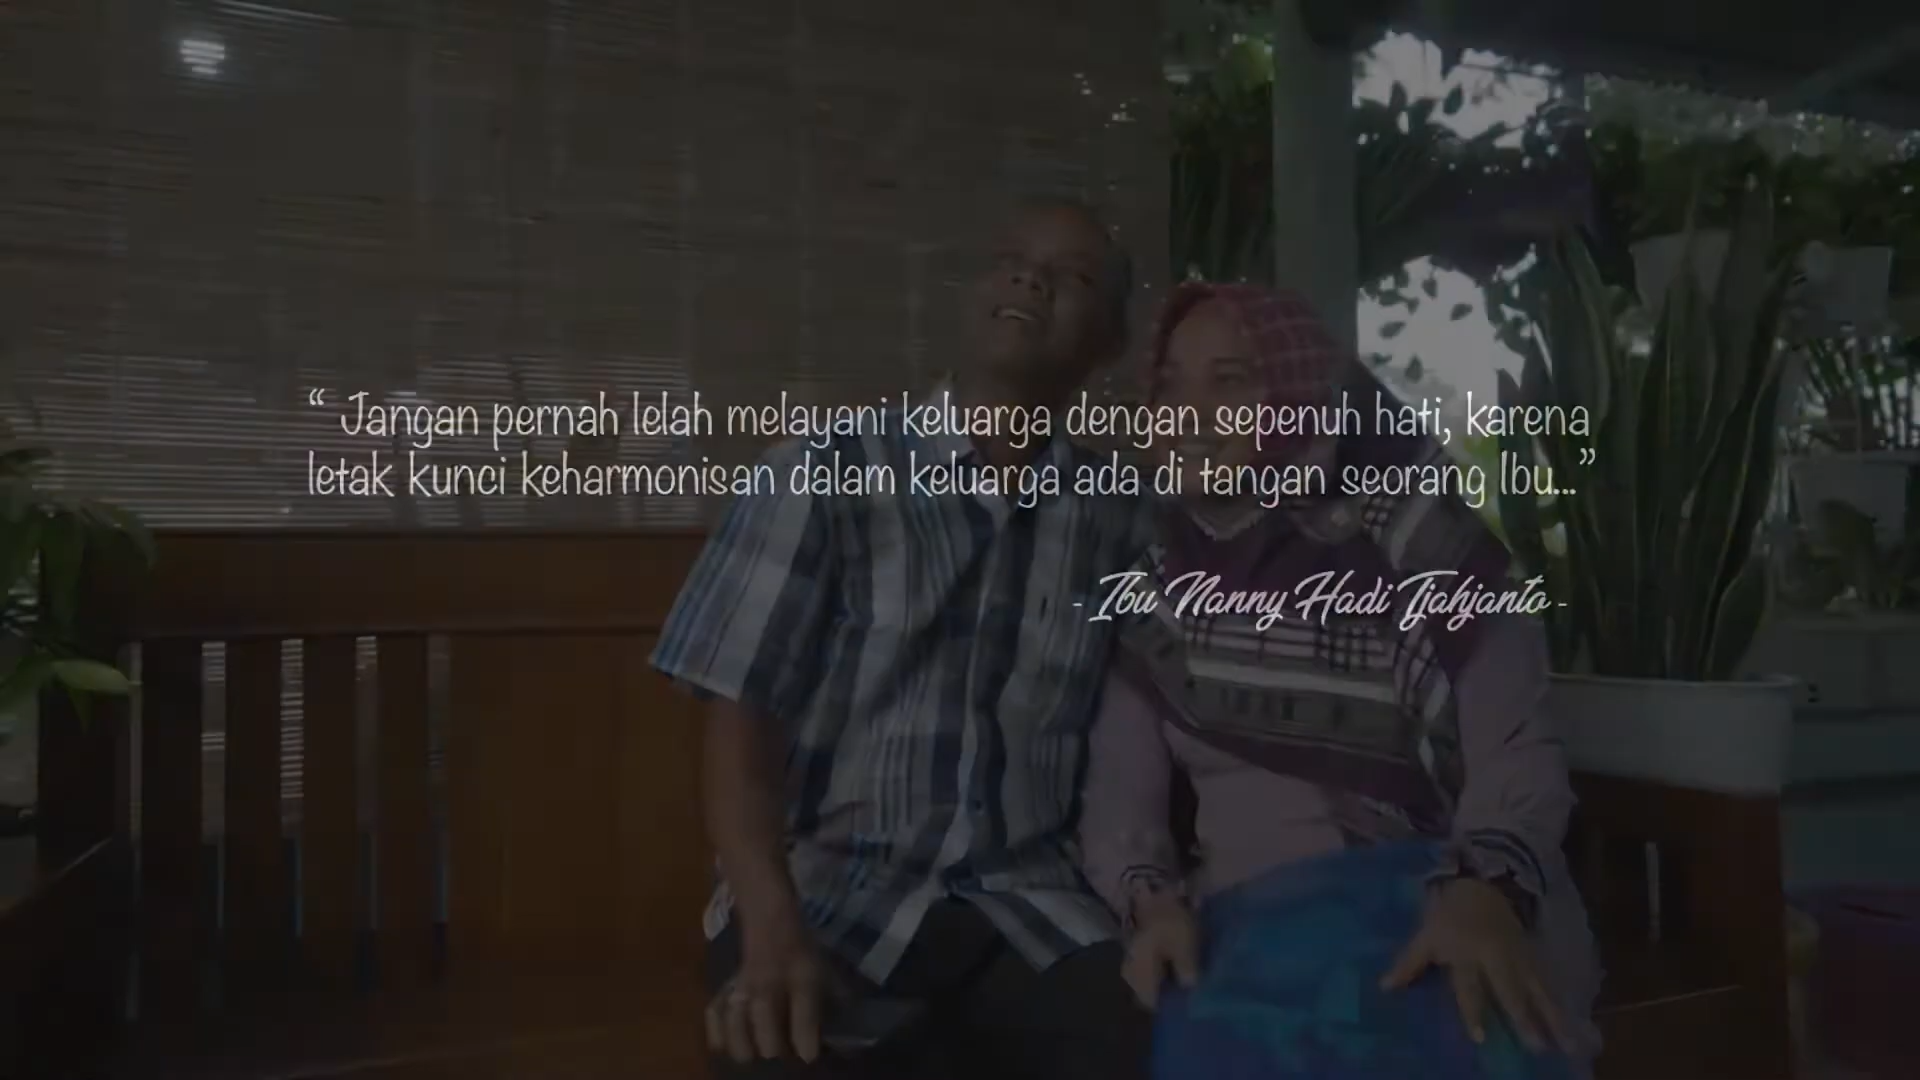 “ Jangan pernah lelah melayani keluarga dengan sepenuh hati, karena
letak kunci keharmonisan dalam keluarga ada di tangan seorang Ibu...”
- Ibu Nanny Hadi Tjahjanto -